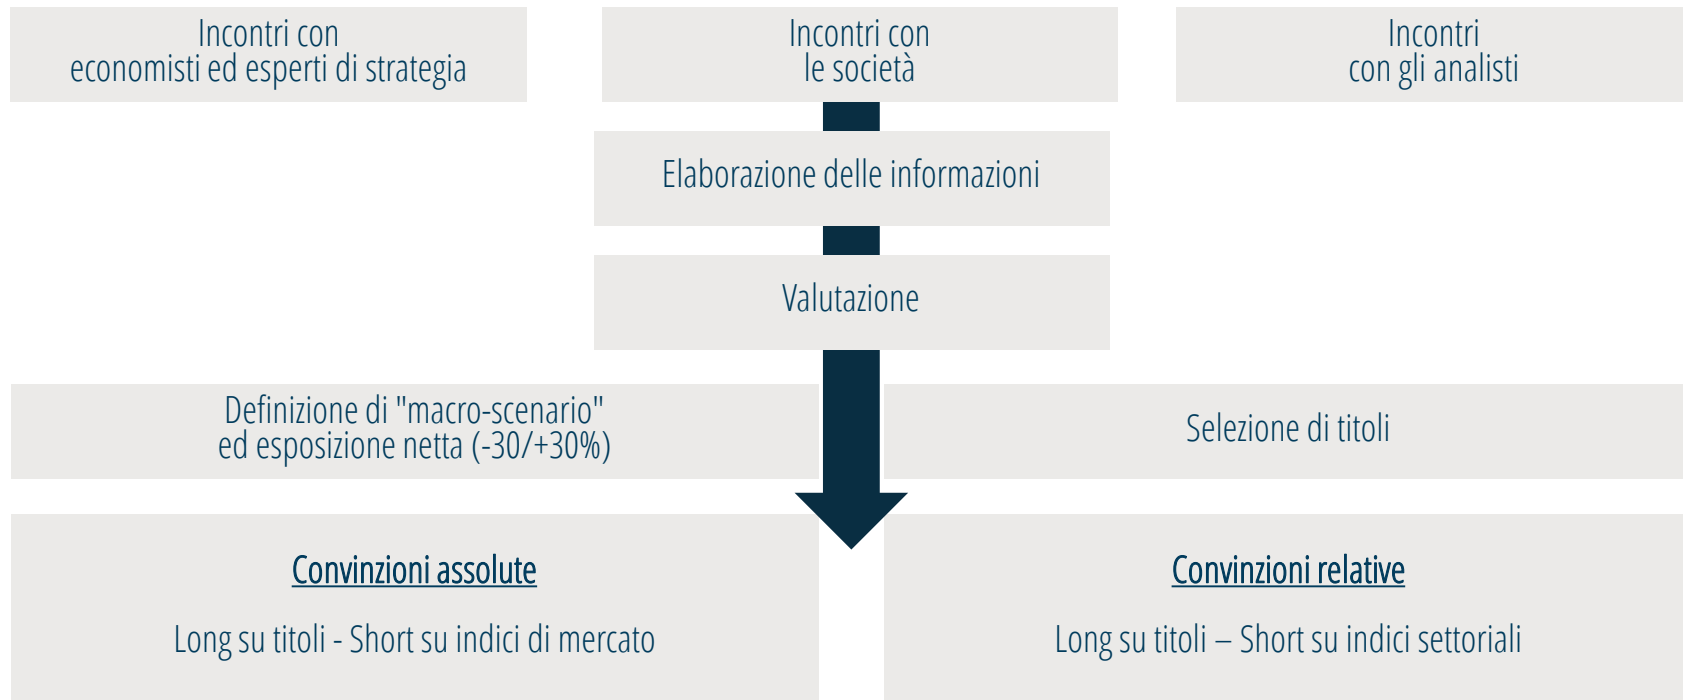 Incontri con
economisti ed esperti di strategia
Incontri con
le società
Incontri
con gli analisti
Elaborazione delle informazioni
Valutazione
Definizione di "macro-scenario"
ed esposizione netta (-30/+30%)
Selezione di titoli
Convinzioni assolute
Long su titoli - Short su indici di mercato
Convinzioni relative
Long su titoli – Short su indici settoriali